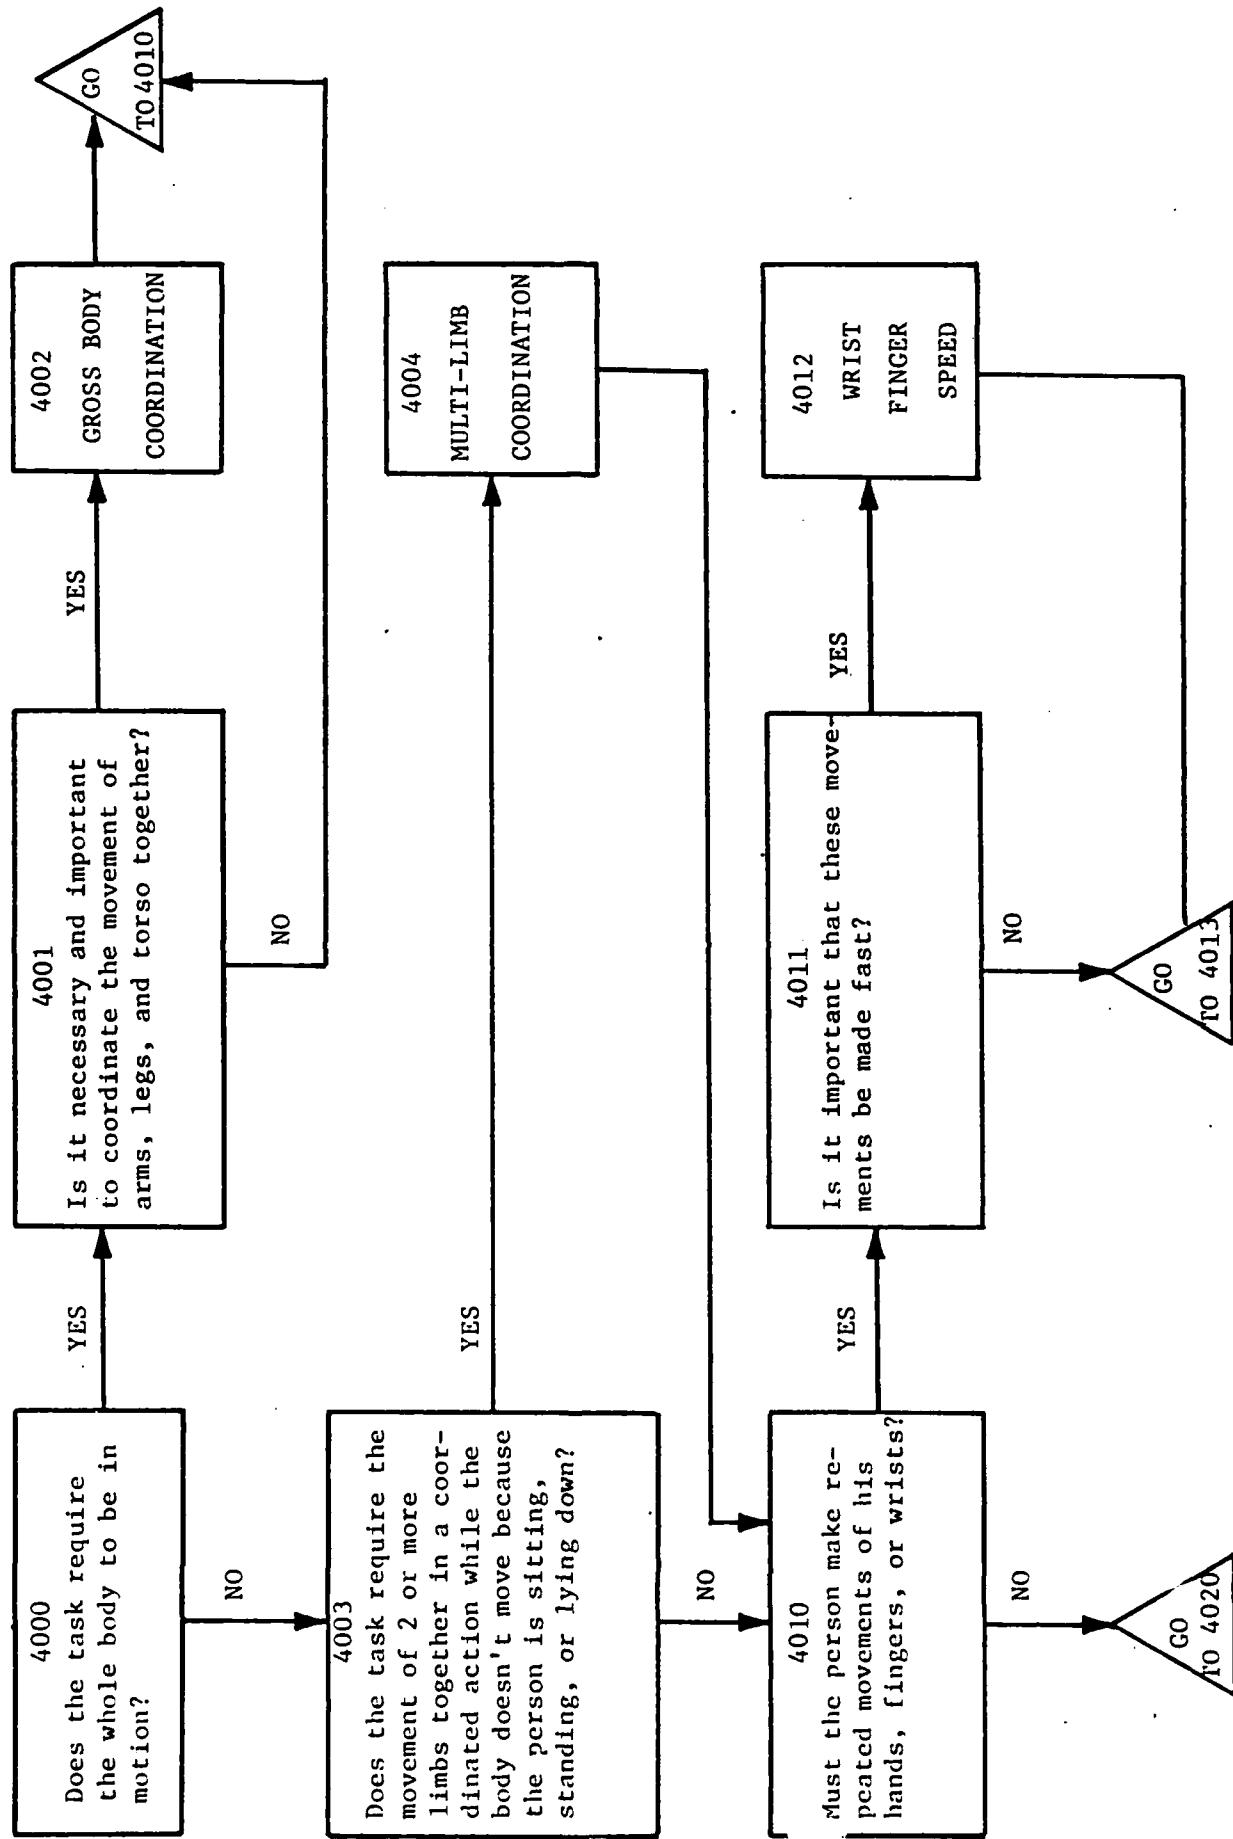 4000
Does the task require
the whole body to be in
motion?
YES
NO
4001
Is it necessary and important
to coordinate the movement of
arms, legs, and torso together?
YES
NO
4002
GROSS BODY
COORDINATION
GO
TO 4010
4003
Does the task require the
movement of 2 or more
limbs together in a coor-
dinated action while the
body doesn't move because
the person is sitting,
standing, or lying down?
YES
NO
4004
MULTI-LIMB
COORDINATION
4010
Must the person make re-
peated movements of his
hands, fingers, or wrists?
YES
NO
GO
TO 4020
4011
Is it important that these move-
ments be made fast?
YES
NO
GO
TO 4013
4012
WRIST
FINGER
SPEED